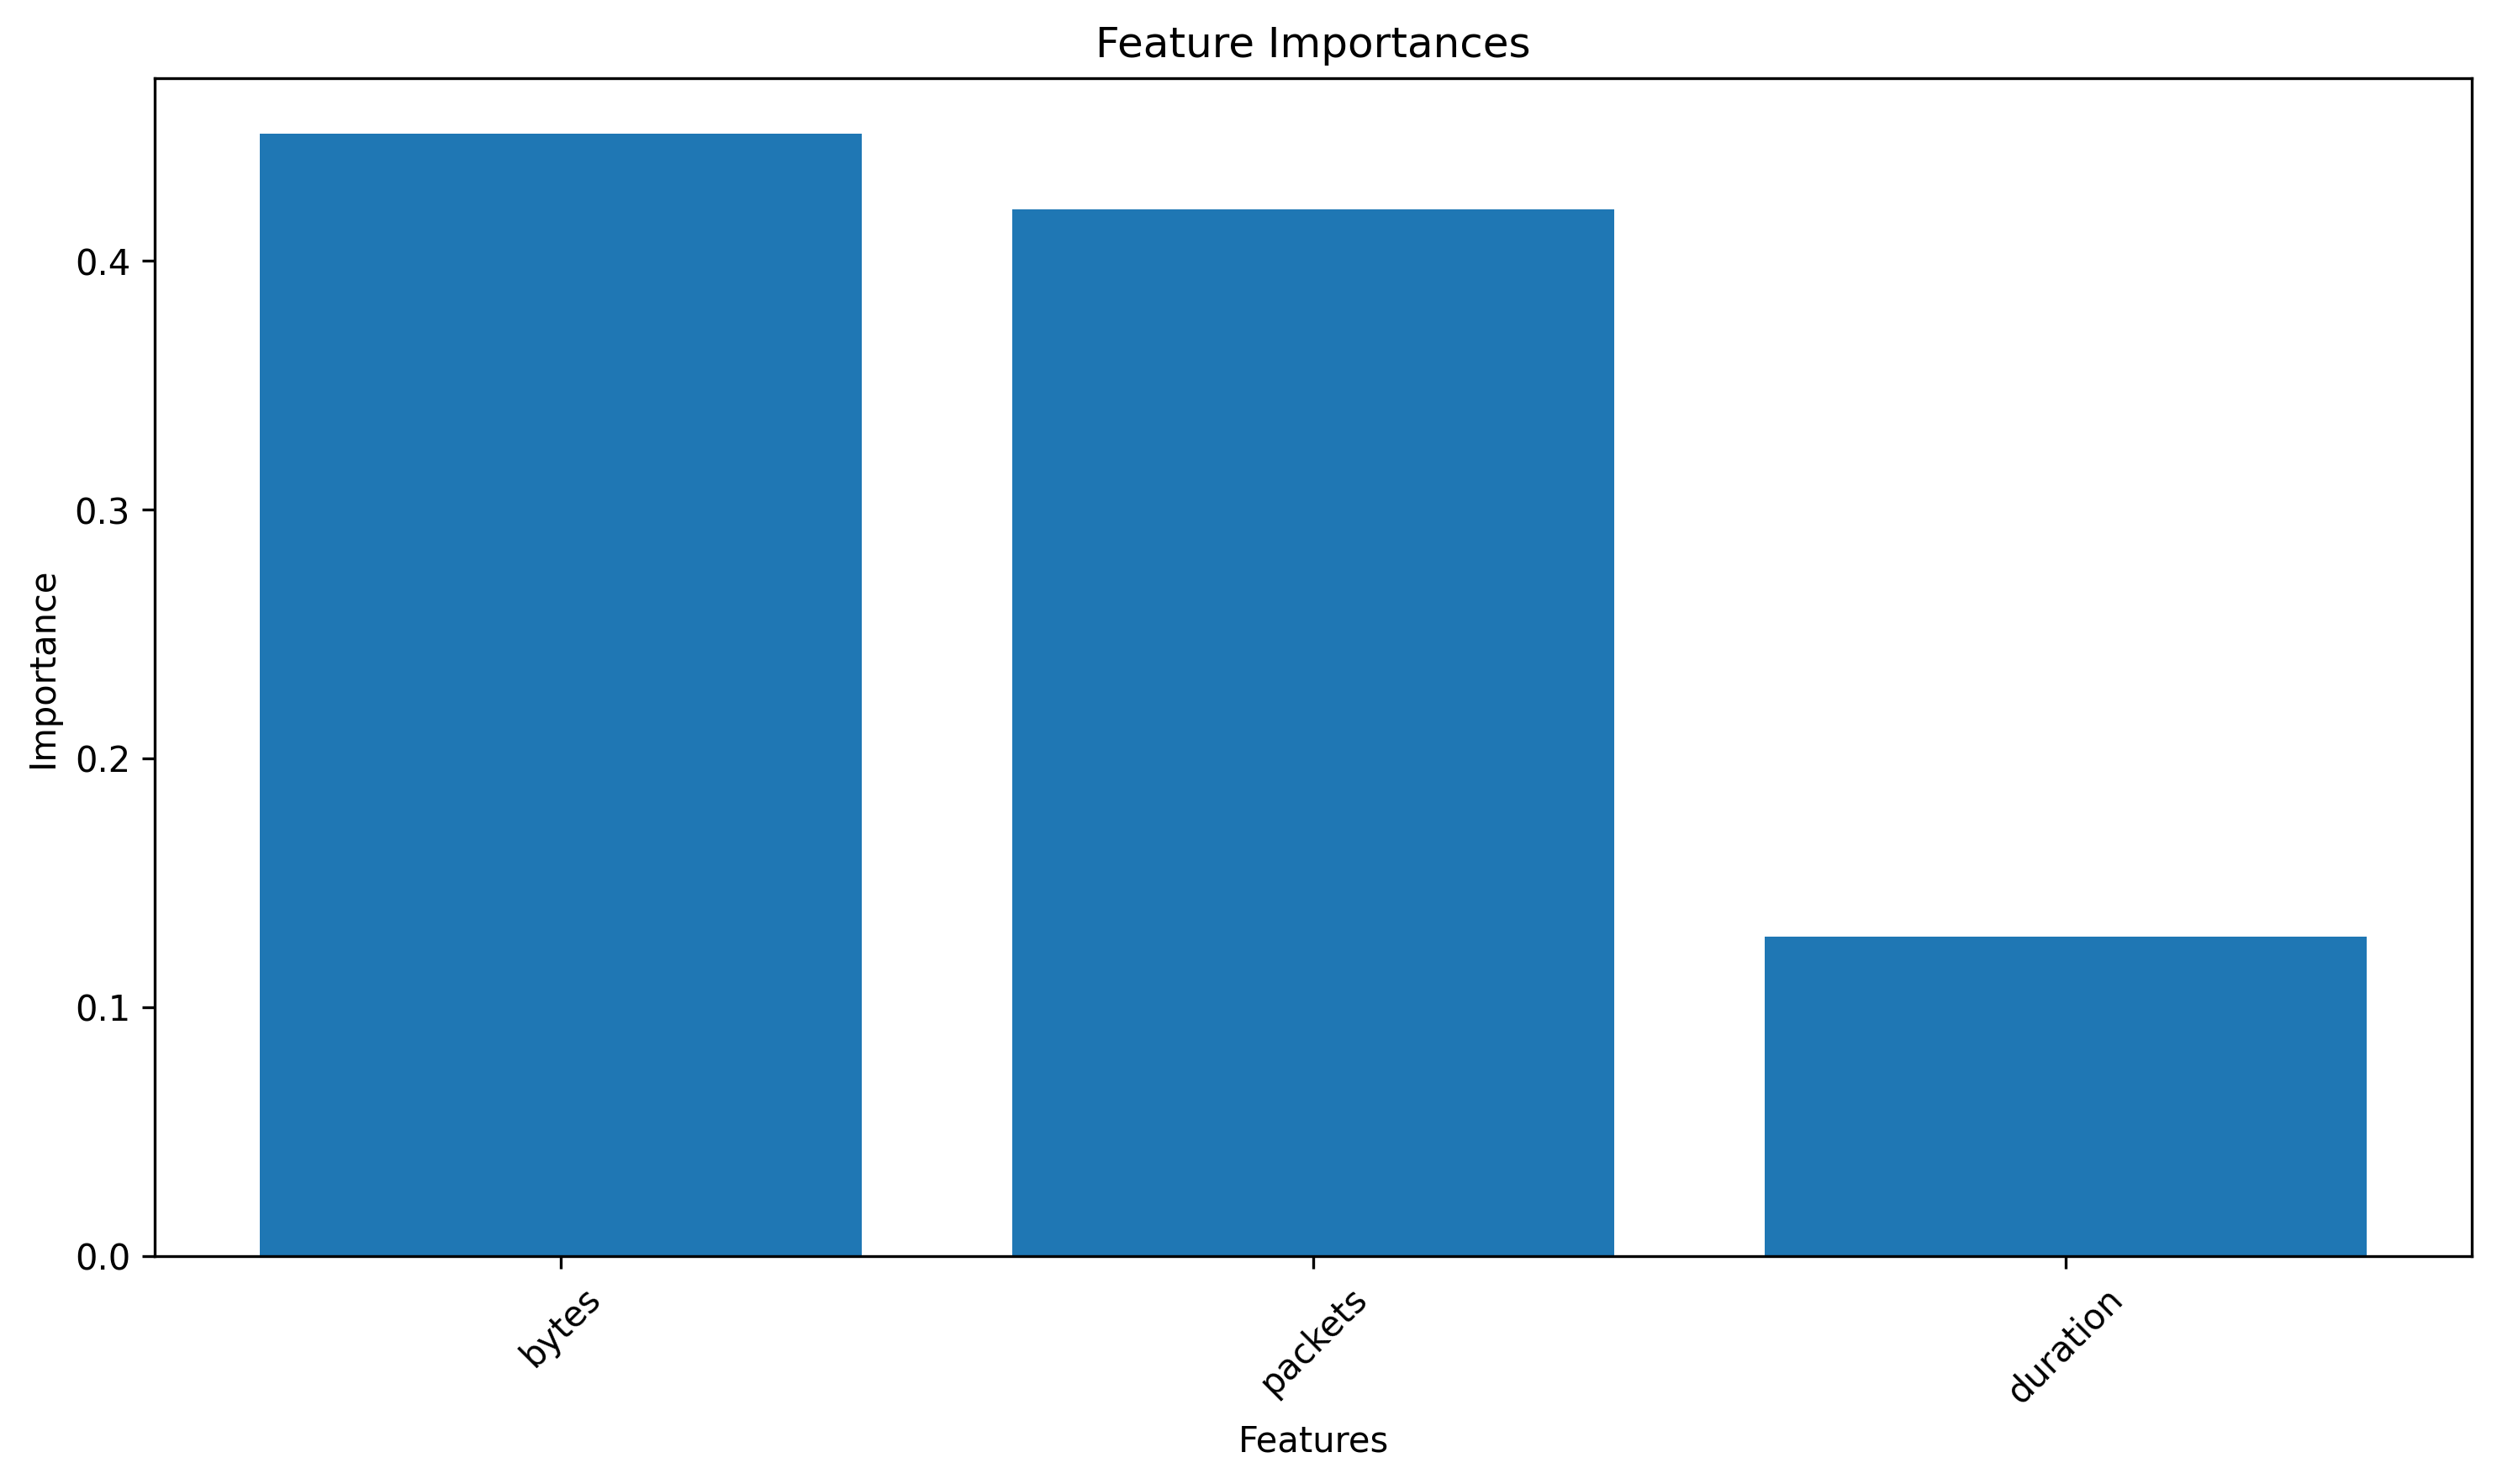 Feature Importances
Importance
0.4
0.3
0.2
0.1
0.0
bytes
packets
duration
Features